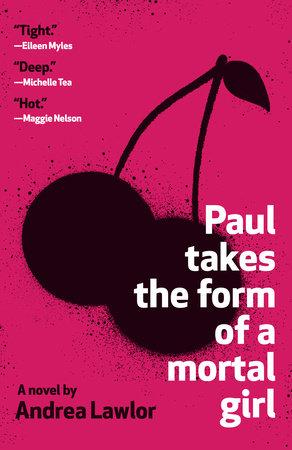 “Tight.”
—Eileen Myles
“Deep.”
—Michelle Tea
“Hot.”
—Maggie Nelson
Paul
takes
the form
of a
mortal
girl
A novel by
Andrea Lawlor